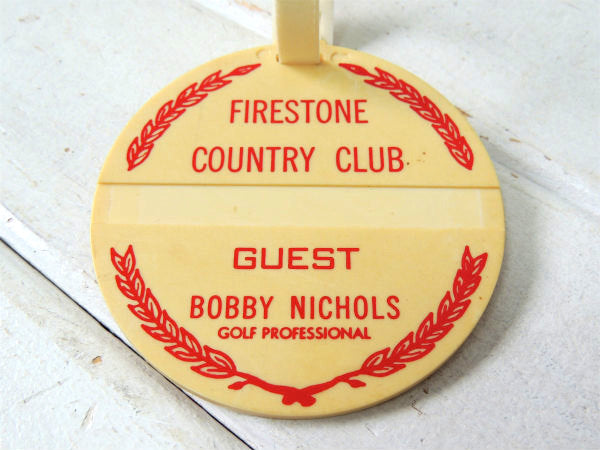 FIRESTONE
COUNTRY CLUB
GUEST
BOBBY NICHOLS
GOLF PROFESSIONAL